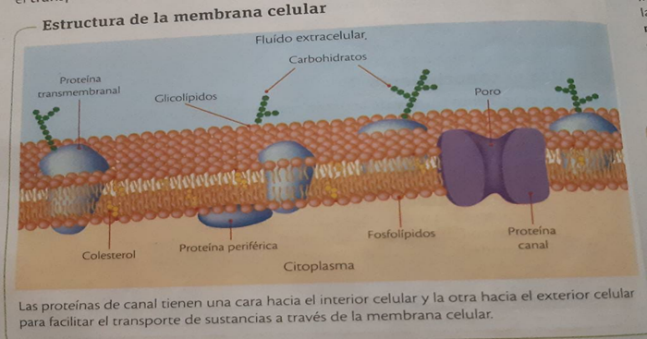 Estructura de la membrana celular
Fluido extracelular
Carbohidratos
Proteína
transmembranal
Glicolípidos
Poro
Colesterol
Proteína periférica
Fosfolípidos
Proteína
canal
Citoplasma
Las proteínas de canal tienen una cara hacia el interior celular y la otra hacia el exterior celular
para facilitar el transporte de sustancias a través de la membrana celular.